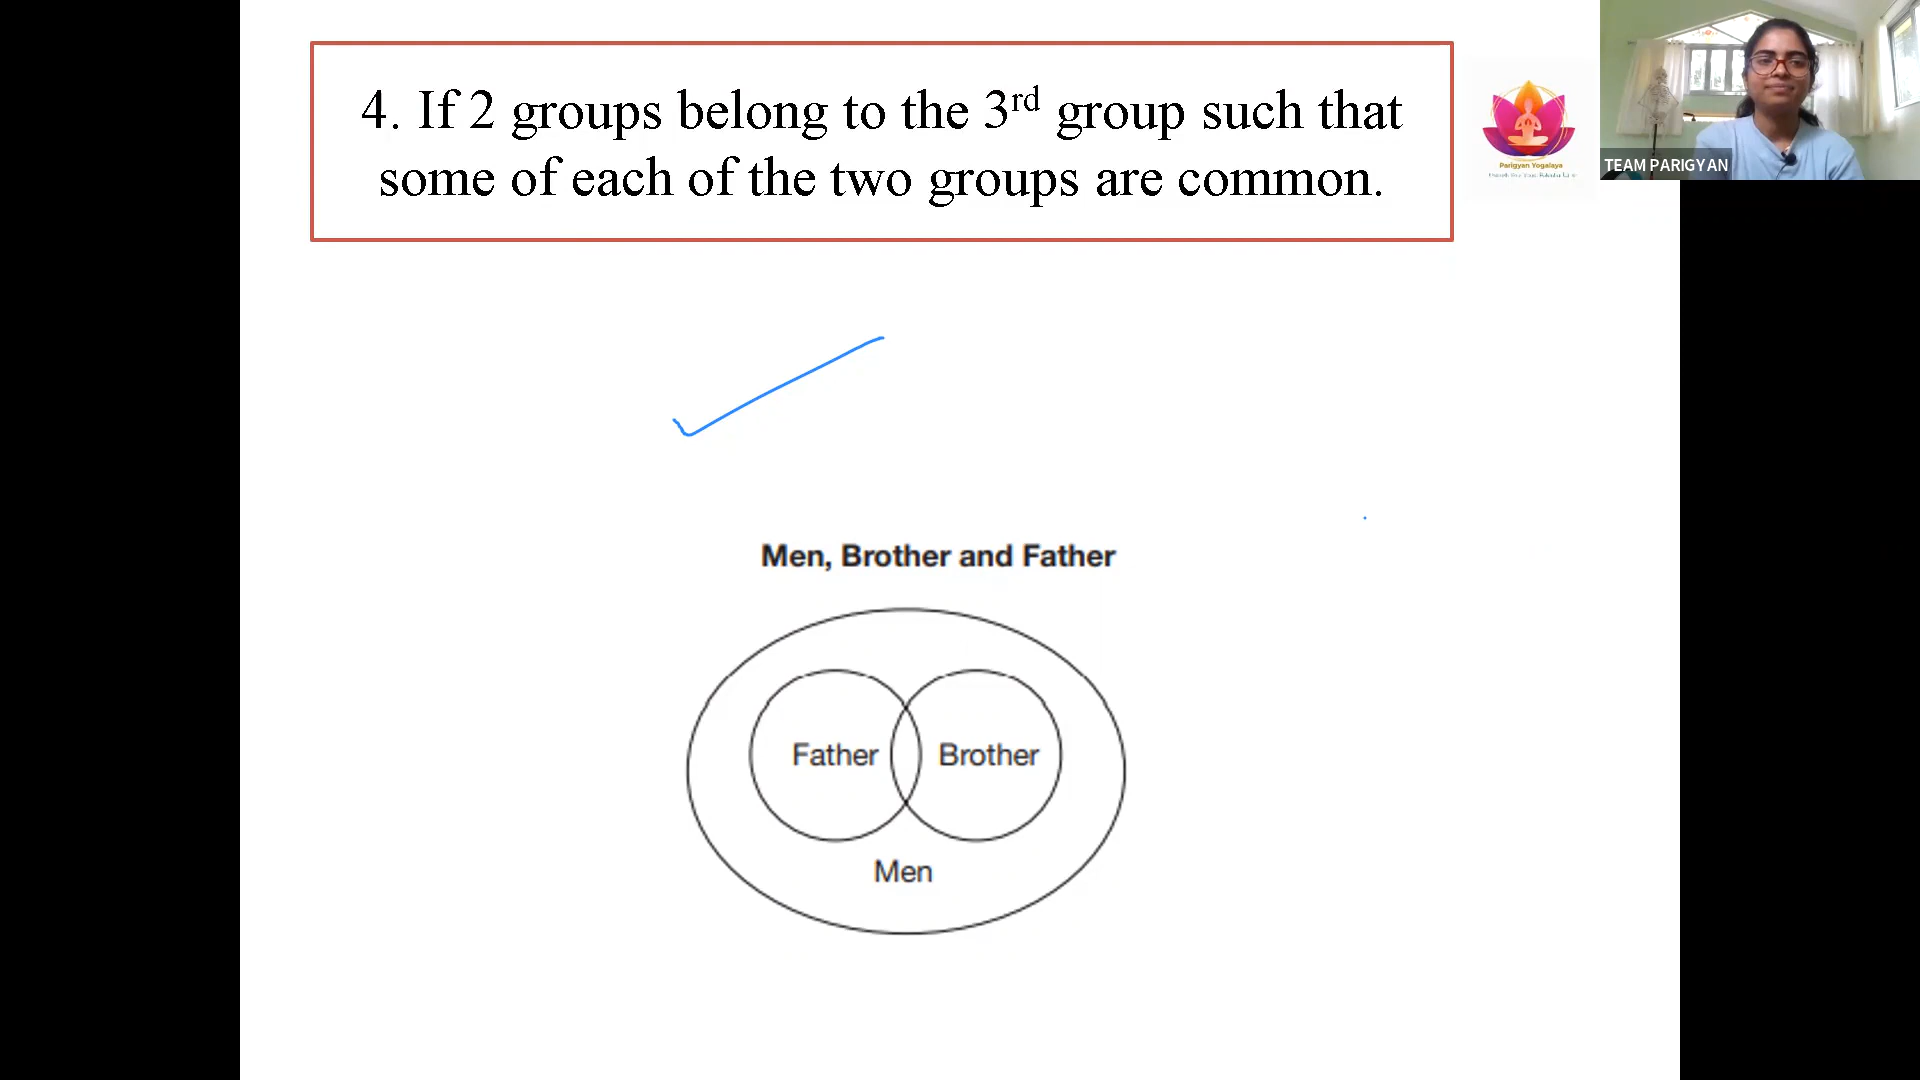 4. If 2 groups belong to the 3rd group such that
some of each of the two groups are common.
Parigyan Yogalaya
TEAM PARIGYAN
Men, Brother and Father
Father
Brother
Men